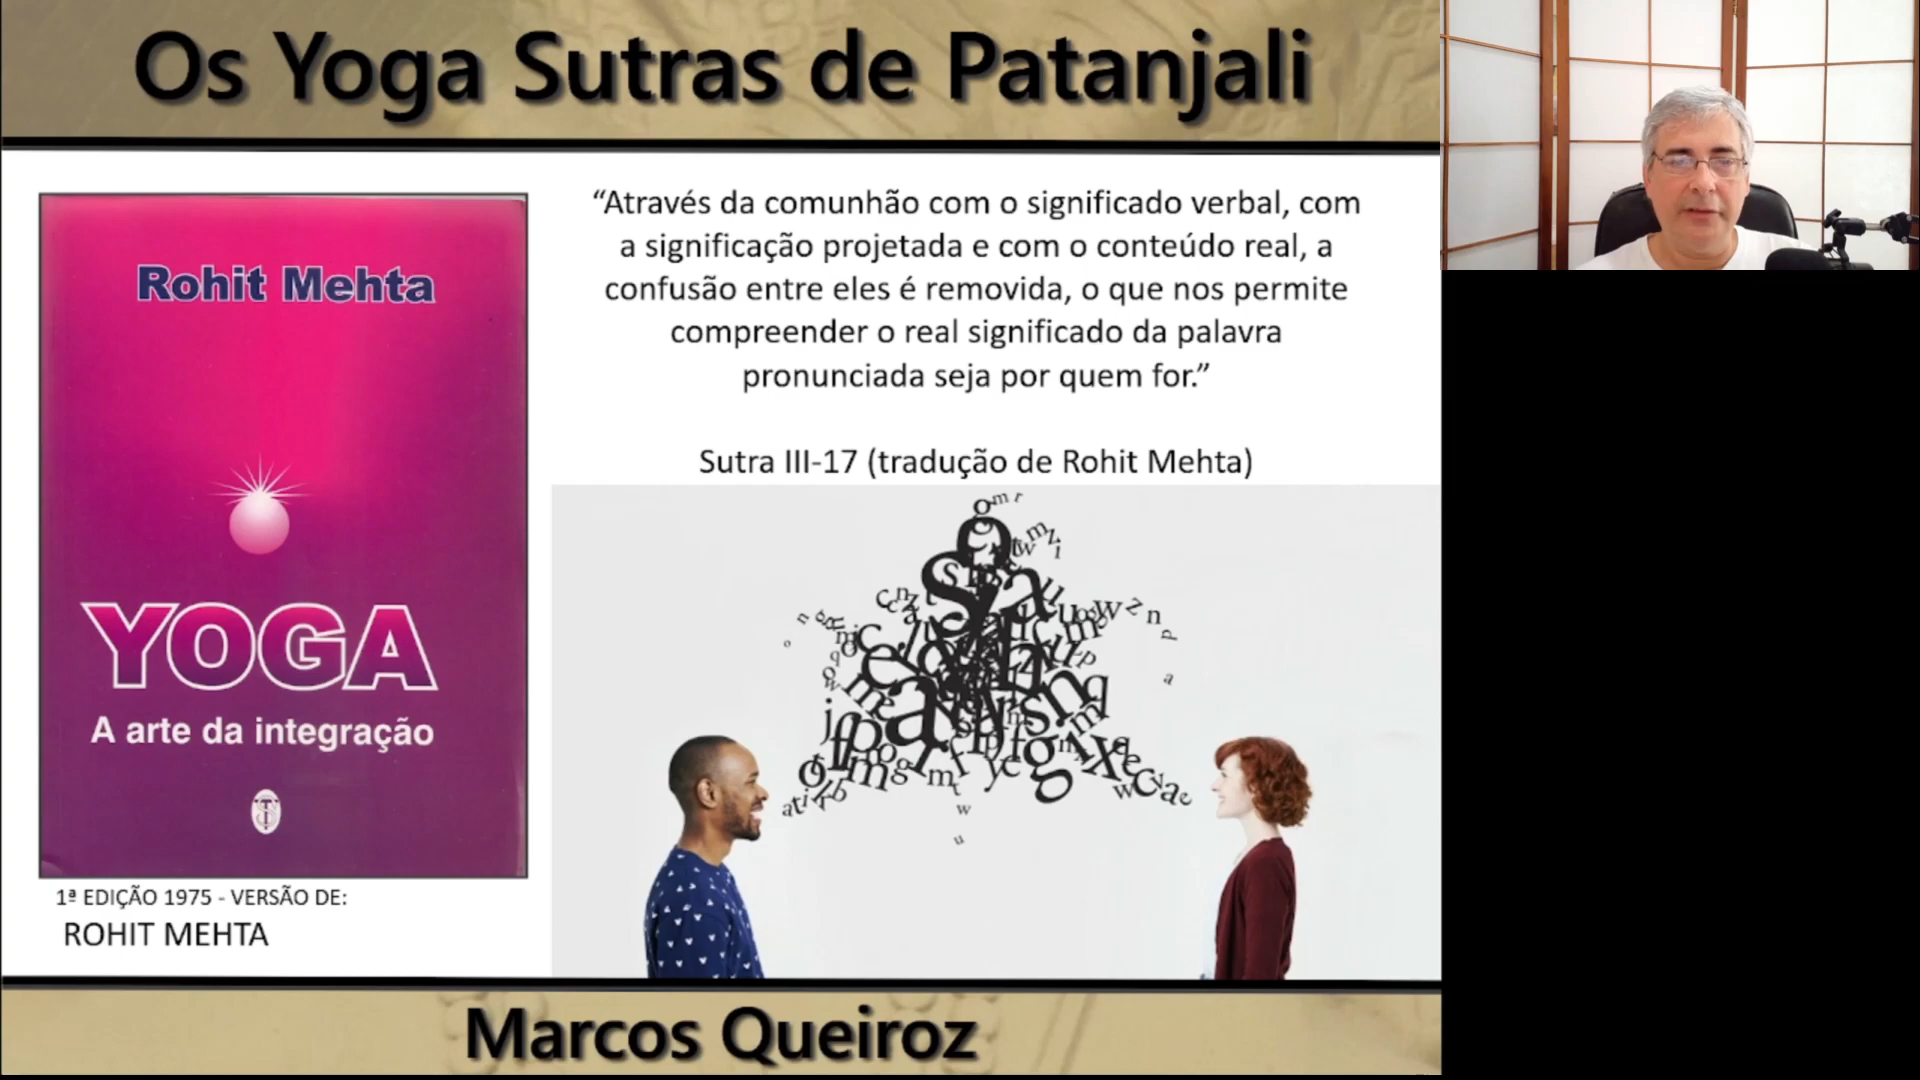 Os Yoga Sutras de Patanjali
Rohit Mehta
YOGA
A arte da integração
1ª EDIÇÃO 1975 - VERSÃO DE:
ROHIT MEHTA
“Através da comunhão com o significado verbal, com
a significação projetada e com o conteúdo real, a
confusão entre eles é removida, o que nos permite
compreender o real significado da palavra
pronunciada seja por quem for.”
Sutra III-17 (tradução de Rohit Mehta)
Marcos Queiroz